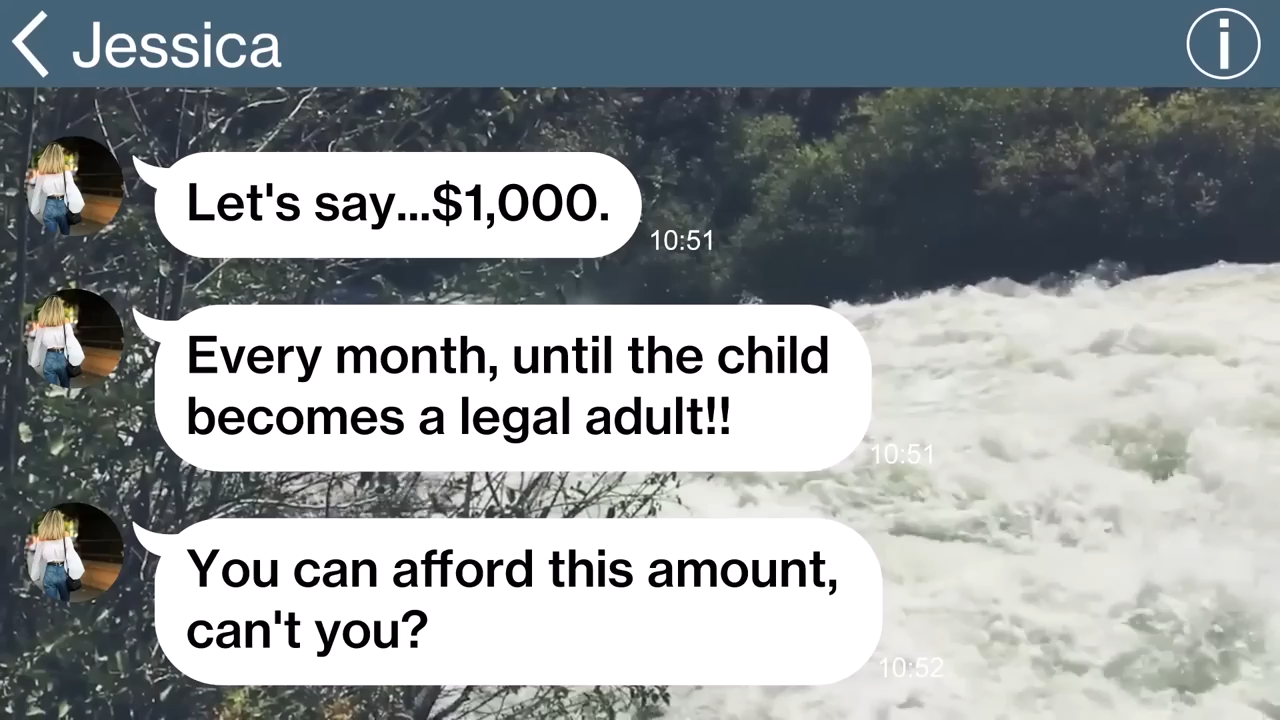 Jessica
Let's say...$1,000.
10:51
Every month, until the child
becomes a legal adult!!
10:51
You can afford this amount,
can't you?
10:52